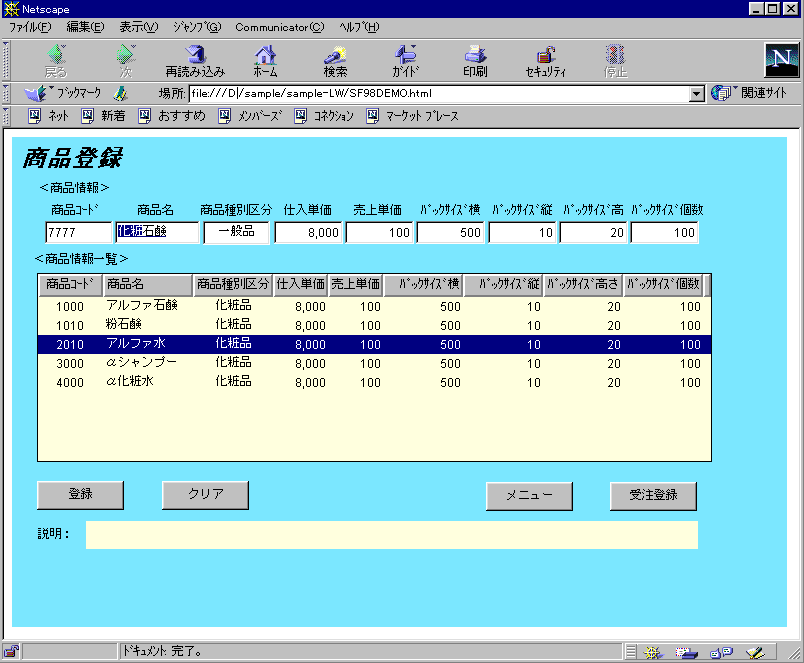 Netscape
ﾌｧｲﾙ(F) 編集(E) 表示(V) ｼﾞｬﾝﾌﾟ(G) Communicator(C) ﾍﾙﾌﾟ(H)
戻る 次 再読み込み ホーム 検索 ｶﾞｲﾄﾞ 印刷 ｾｷｭﾘﾃｨ 停止
ﾌﾞｯｸﾏｰｸ 場所: file:///D|/sample/sample-LW/SF98DEMO.html 関連サイト
ﾈｯﾄ 新着 おすすめ ﾒﾝﾊﾞｰｽﾞ ｺﾈｸｼｮﾝ ﾏｰｹｯﾄ ﾌﾟﾚｰｽ
商品登録
＜商品情報＞
商品ｺｰﾄﾞ 商品名 商品種別区分 仕入単価 売上単価 ﾊﾟｯｸｻｲｽﾞ横 ﾊﾟｯｸｻｲｽﾞ縦 ﾊﾟｯｸｻｲｽﾞ高 ﾊﾟｯｸｻｲｽﾞ個数
7777 化粧石鹸 一般品 8,000 100 500 10 20 100
＜商品情報一覧＞
商品ｺｰﾄﾞ 商品名 商品種別区分 仕入単価 売上単価 ﾊﾟｯｸｻｲｽﾞ横 ﾊﾟｯｸｻｲｽﾞ縦 ﾊﾟｯｸｻｲｽﾞ高さ ﾊﾟｯｸｻｲｽﾞ個数
1000 アルファ石鹸 化粧品 8,000 100 500 10 20 100
1010 粉石鹸 化粧品 8,000 100 500 10 20 100
2010 アルファ水 化粧品 8,000 100 500 10 20 100
3000 αシャンプー 化粧品 8,000 100 500 10 20 100
4000 α化粧水 化粧品 8,000 100 500 10 20 100
登録 クリア メニュー 受注登録
説明：
ﾄﾞｷｭﾒﾝﾄ: 完了。